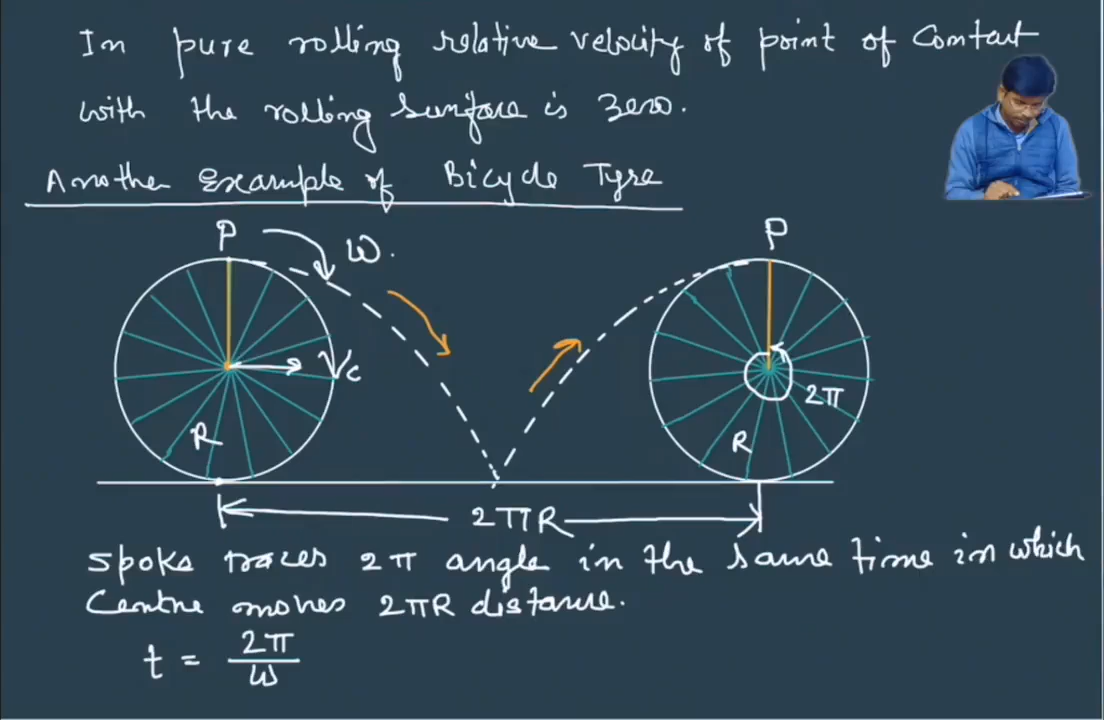 In pure rolling relative velocity of point of Contact
with the rolling surface is zero.
Another Example of Bicycle Tyre
P ω.
P
Vc
2π
R
R
2πR
Spoke traces 2π angle in the same time in which
Centre moves 2πR distance.
t = 2π/ω